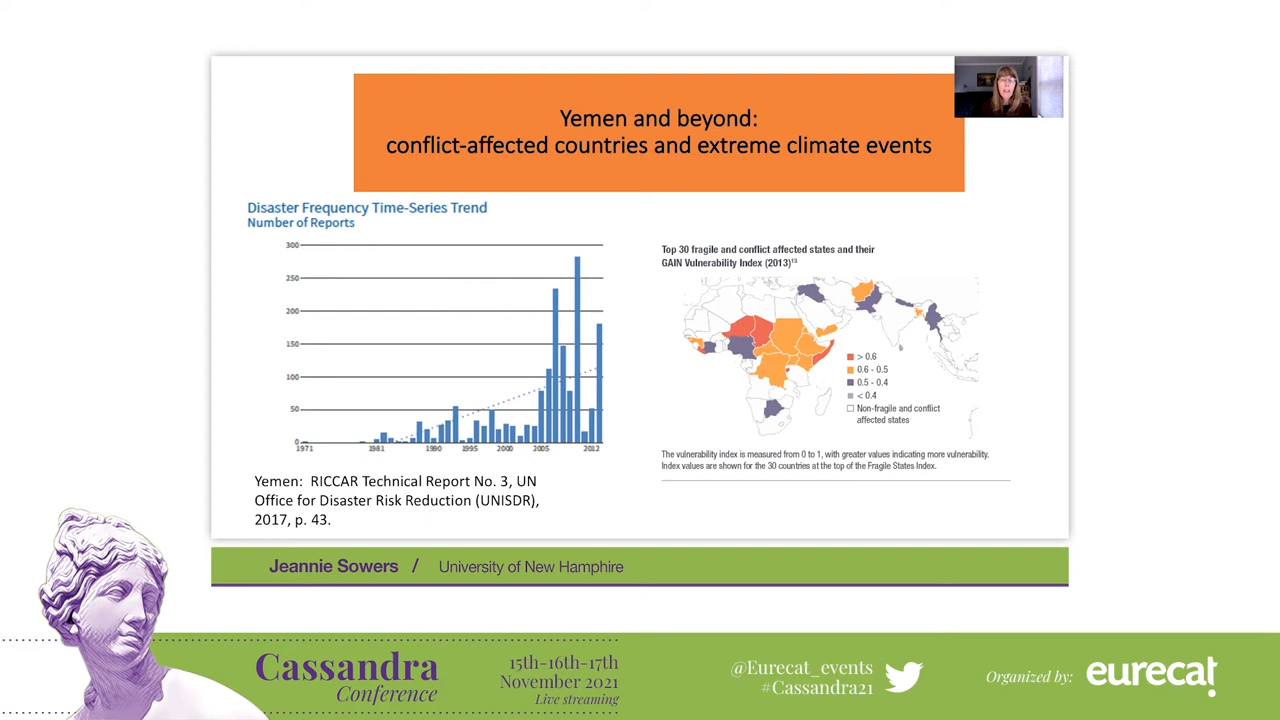 Yemen and beyond:
conflict-affected countries and extreme climate events
Disaster Frequency Time-Series Trend
Number of Reports
300
250
200
150
100
50
0
1971
1981
1990
1995
2000
2005
2012
Yemen: RICCAR Technical Report No. 3, UN
Office for Disaster Risk Reduction (UNISDR),
2017, p. 43.
Top 30 fragile and conflict affected states and their
GAIN Vulnerability Index (2013)¹³
> 0.6
0.6 - 0.5
0.5 - 0.4
< 0.4
Non-fragile and conflict
affected states
The vulnerability index is measured from 0 to 1, with greater values indicating more vulnerability.
Index values are shown for the 30 countries at the top of the Fragile States Index.
Jeannie Sowers / University of New Hampshire
Cassandra
Conference
15th-16th-17th
November 2021
Live streaming
@Eurecat_events
#Cassandra21
Organized by:
eurecat